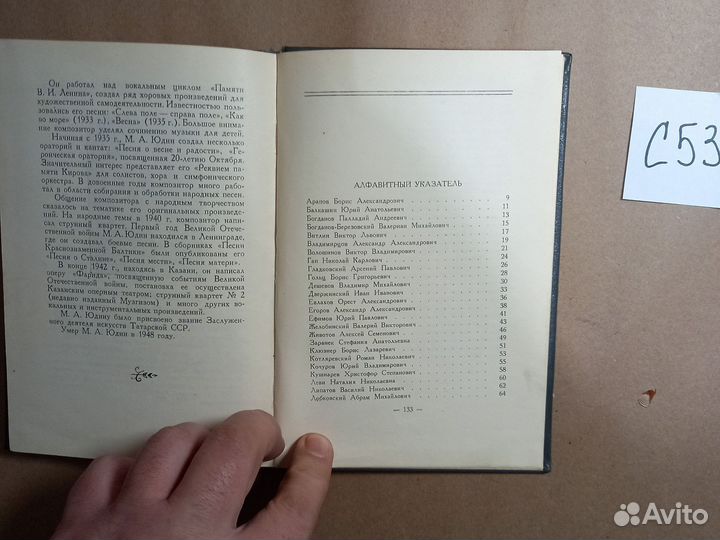 Он работал над вокальным циклом «Памяти
В. И. Ленина», создал ряд хоровых произведений для
художественной самодеятельности. Известностью поль-
зовались его песни: «Слева поле — справа поле», «Как
во море» (1933 г.), «Весна» (1935 г.). Большое внима-
ние композитор уделял сочинению музыки для детей.
Начиная с 1935 г., М. А. Юдин создал несколько
ораторий и кантат: «Песня о весне и радости», «Ге-
роическая оратория», посвященная 20-летию Октября.
Значительный интерес представляет его «Реквием па-
мяти Кирова» для солистов, хора и симфонического
оркестра. В довоенные годы композитор много рабо-
тал в области собирания и обработки народных песен.
Общение композитора с народным творчеством
сказалось на тематике его оригинальных произведе-
ний. На народные темы в 1940 г. композитор напи-
сал струнный квартет. Первый год Великой Отечест-
венной войны М. А. Юдин находился в Ленинграде,
где он создавал боевые песни. В сборниках «Песни
Краснознаменной Балтики» были опубликованы его
«Песня о Сталине», «Песня мести», «Песня матери».
В конце 1942 г., находясь в Казани, он написал
оперу «Фарида», посвященную событиям Великой
Отечественной войны, постановка ее осуществлена
Казанским оперным театром; струнный квартет № 2
(недавно изданный Музгизом) и много других во-
кальных и инструментальных произведений.
М. А. Юдину было присвоено звание Заслужен-
ного деятеля искусств Татарской ССР.
Умер М. А. Юдин в 1948 году.
АЛФАВИТНЫЙ УКАЗАТЕЛЬ
Арапов Борис Александрович 9
Балкашин Юрий Анатольевич 11
Богданов Палладий Андреевич 13
Богданов-Березовский Валериан Михайлович 15
Витлин Виктор Львович 17
Владимирцов Александр Александрович 19
Волошинов Виктор Владимирович 21
Ган Николай Карлович 24
Гладковский Арсений Павлович 26
Гольц Борис Григорьевич 28
Дешевов Владимир Михайлович 30
Дзержинский Иван Иванович 33
Евлахов Орест Александрович 36
Егоров Александр Александрович 38
Ефимов Юрий Павлович 41
Желобинский Валерий Викторович 43
Животов Алексей Семенович 45
Заранек Стефания Анатольевна 48
Клюзнер Борис Лазаревич 51
Котляревский Роман Николаевич 53
Кочуров Юрий Владимирович 55
Кушнарев Христофор Степанович 58
Леви Наталия Николаевна 60
Липатов Василий Николаевич 62
Лобковский Абрам Михайлович 64
— 133 —
С53
Avito